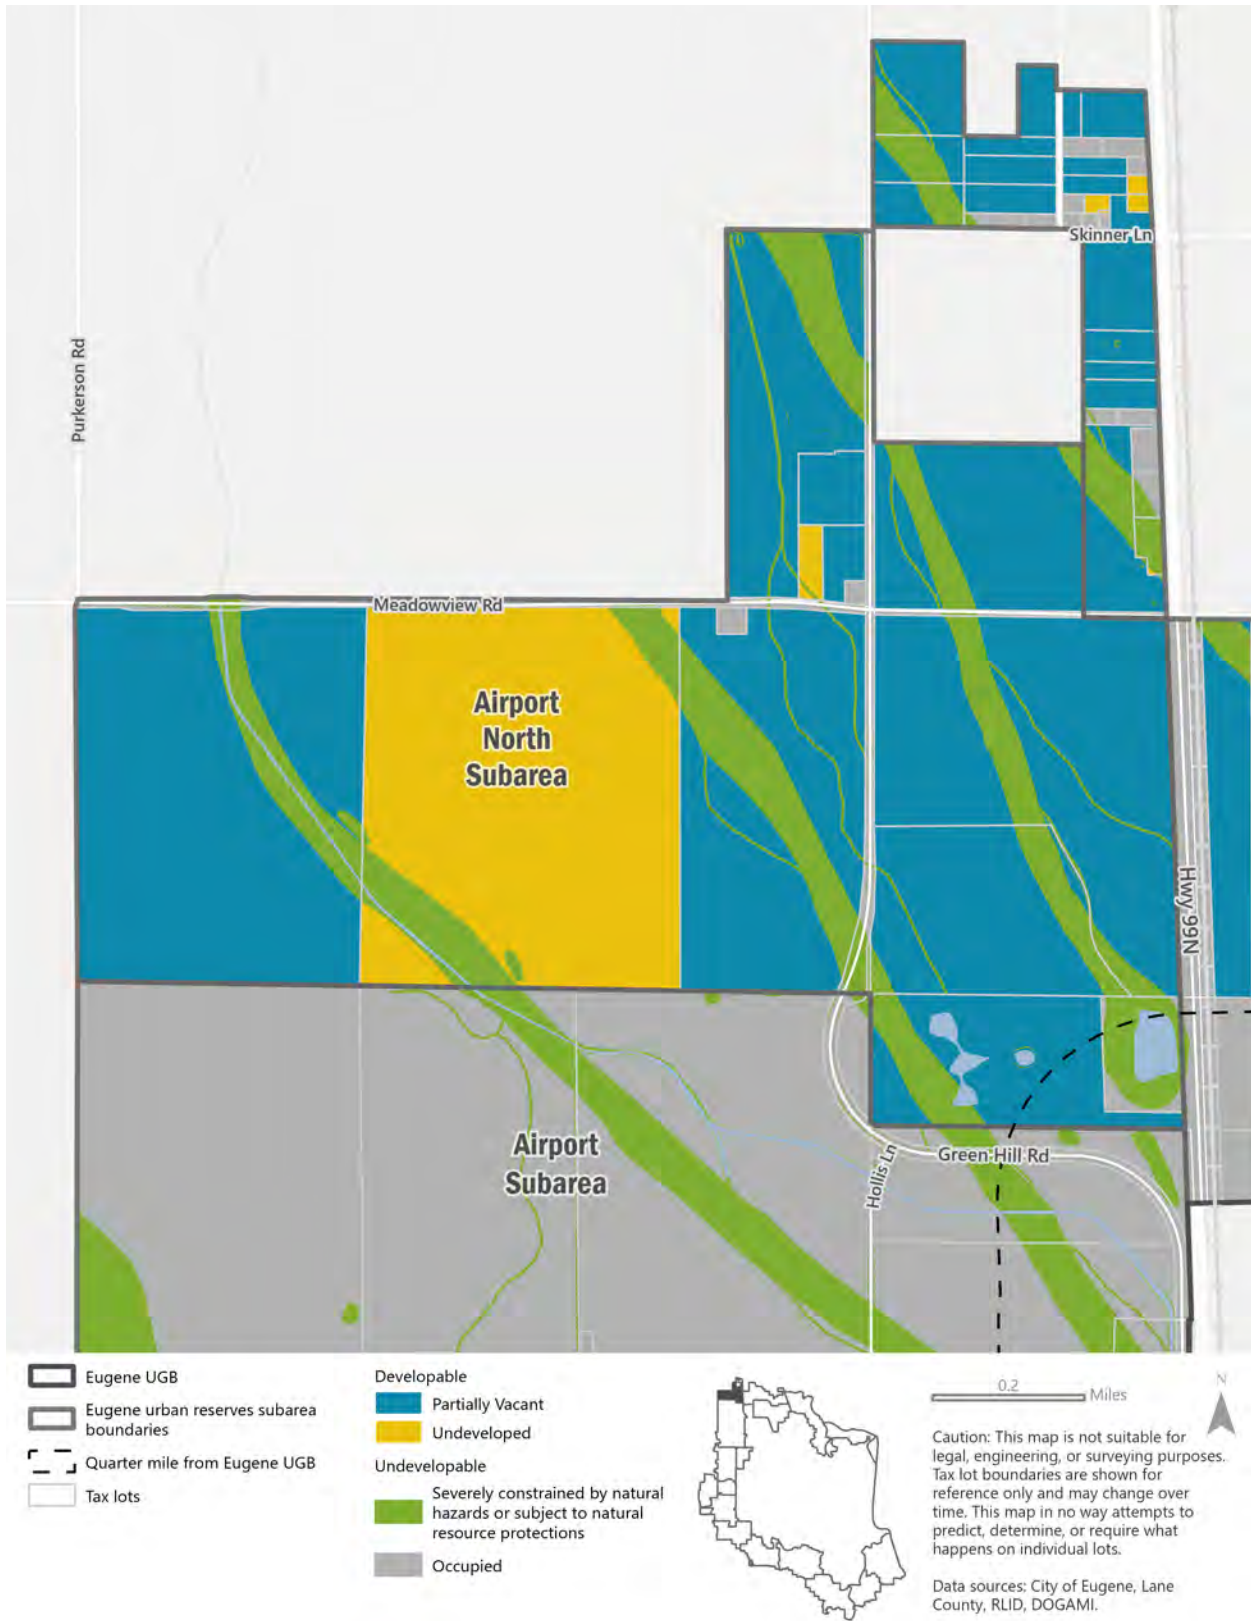 Skinner Ln
Purkerson Rd
Meadowview Rd
Airport
North
Subarea
Hwy 99N
Airport
Subarea
Hollis Ln
Green Hill Rd
Eugene UGB
Eugene urban reserves subarea
boundaries
Quarter mile from Eugene UGB
Tax lots
Developable
Partially Vacant
Undeveloped
Undevelopable
Severely constrained by natural
hazards or subject to natural
resource protections
Occupied
0.2
Miles
N
Caution: This map is not suitable for
legal, engineering, or surveying purposes.
Tax lot boundaries are shown for
reference only and may change over
time. This map in no way attempts to
predict, determine, or require what
happens on individual lots.
Data sources: City of Eugene, Lane
County, RLID, DOGAMI.